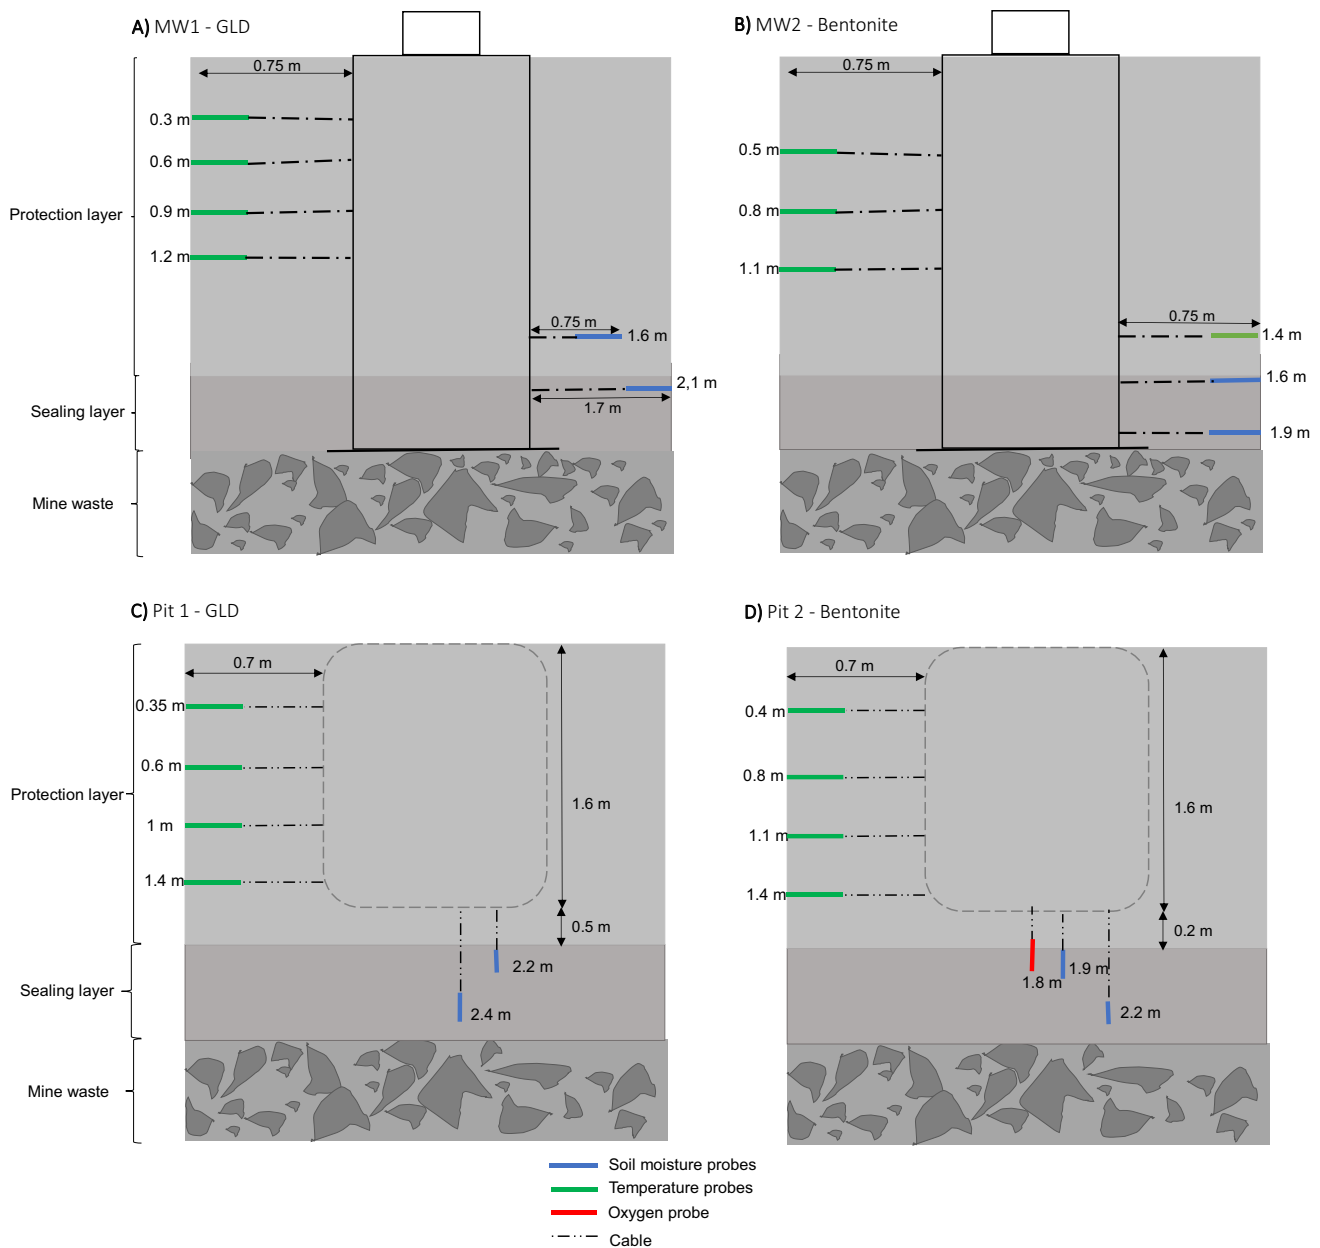 A) MW1 - GLD
0.75 m
0.3 m
0.6 m
0.9 m
1.2 m
0.75 m
1.6 m
2,1 m
1.7 m
Protection layer
Sealing layer
Mine waste
B) MW2 - Bentonite
0.75 m
0.5 m
0.8 m
1.1 m
0.75 m
1.4 m
1.6 m
1.9 m
C) Pit 1 - GLD
0.7 m
0.35 m
0.6 m
1 m
1.4 m
1.6 m
0.5 m
2.2 m
2.4 m
Protection layer
Sealing layer
Mine waste
D) Pit 2 - Bentonite
0.7 m
0.4 m
0.8 m
1.1 m
1.4 m
1.6 m
0.2 m
1.8 m
1.9 m
2.2 m
Soil moisture probes
Temperature probes
Oxygen probe
Cable